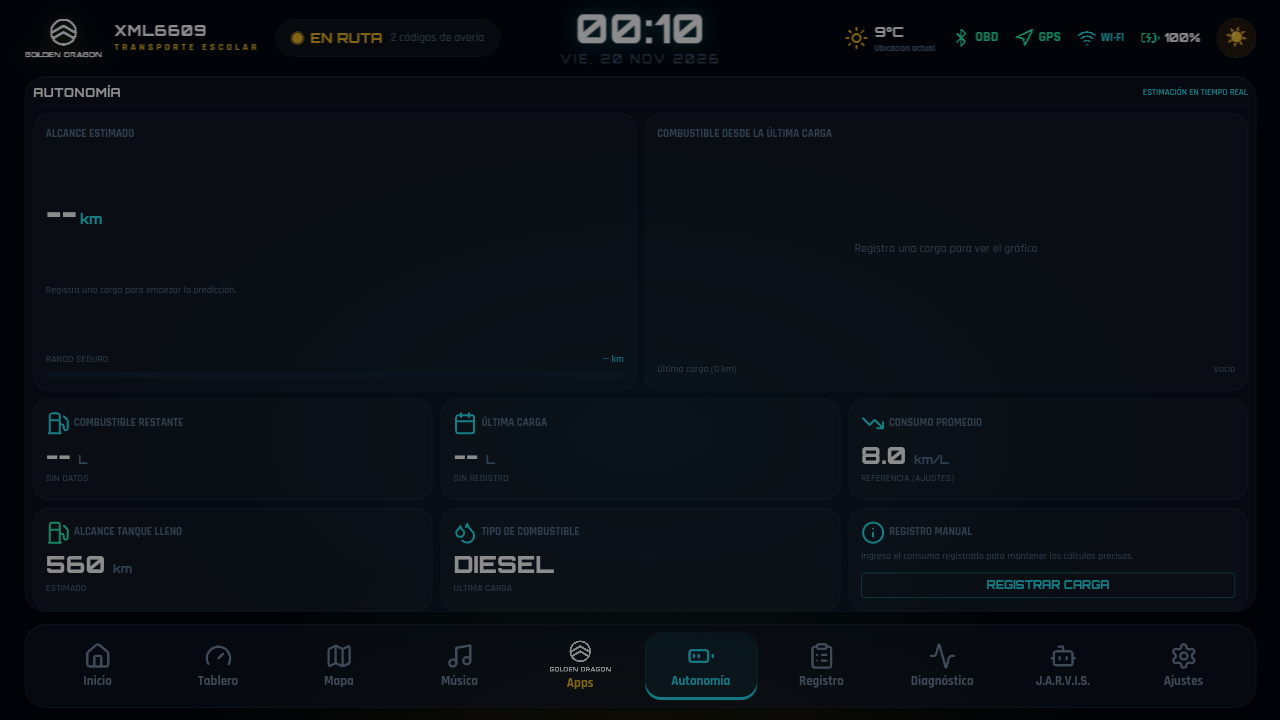 GOLDEN DRAGON
XML6609
TRANSPORTE ESCOLAR
EN RUTA 2 códigos de avería
00:10
VIE, 20 NOV 2026
9°C
Ubicacion actual
OBD
GPS
WI-FI
100%
AUTONOMÍA
ESTIMACIÓN EN TIEMPO REAL
ALCANCE ESTIMADO
-- km
Registra una carga para empezar la predicción.
RANGO SEGURO
-- km
COMBUSTIBLE DESDE LA ÚLTIMA CARGA
Registra una carga para ver el gráfico
Última carga (0 km)
Vacío
COMBUSTIBLE RESTANTE
-- L
SIN DATOS
ÚLTIMA CARGA
-- L
SIN REGISTRO
CONSUMO PROMEDIO
8.0 km/L
REFERENCIA (AJUSTES)
ALCANCE TANQUE LLENO
560 km
ESTIMADO
TIPO DE COMBUSTIBLE
DIESEL
ÚLTIMA CARGA
REGISTRO MANUAL
Ingresa el consumo registrado para mantener los cálculos precisos.
REGISTRAR CARGA
Inicio
Tablero
Mapa
Música
GOLDEN DRAGON
Apps
Autonomía
Registro
Diagnóstico
J.A.R.V.I.S.
Ajustes